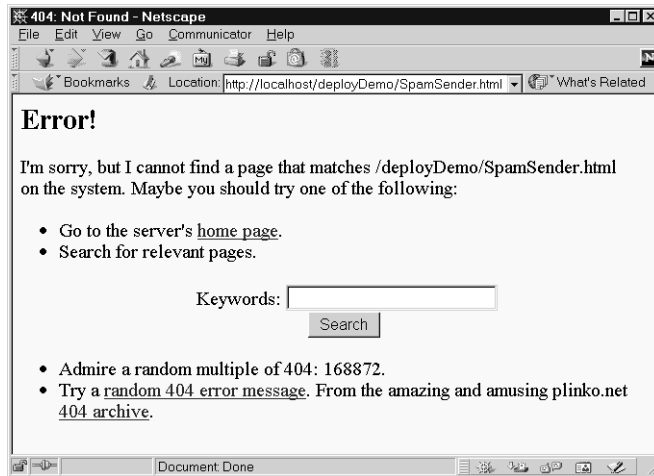 404: Not Found - Netscape
File Edit View Go Communicator Help
My
N
Bookmarks Location: http://localhost/deployDemo/SpamSender.html What's Related
Error!
I'm sorry, but I cannot find a page that matches /deployDemo/SpamSender.html
on the system. Maybe you should try one of the following:
Go to the server's home page.
Search for relevant pages.
Keywords:
Search
Admire a random multiple of 404: 168872.
Try a random 404 error message. From the amazing and amusing plinko.net
404 archive.
Document: Done